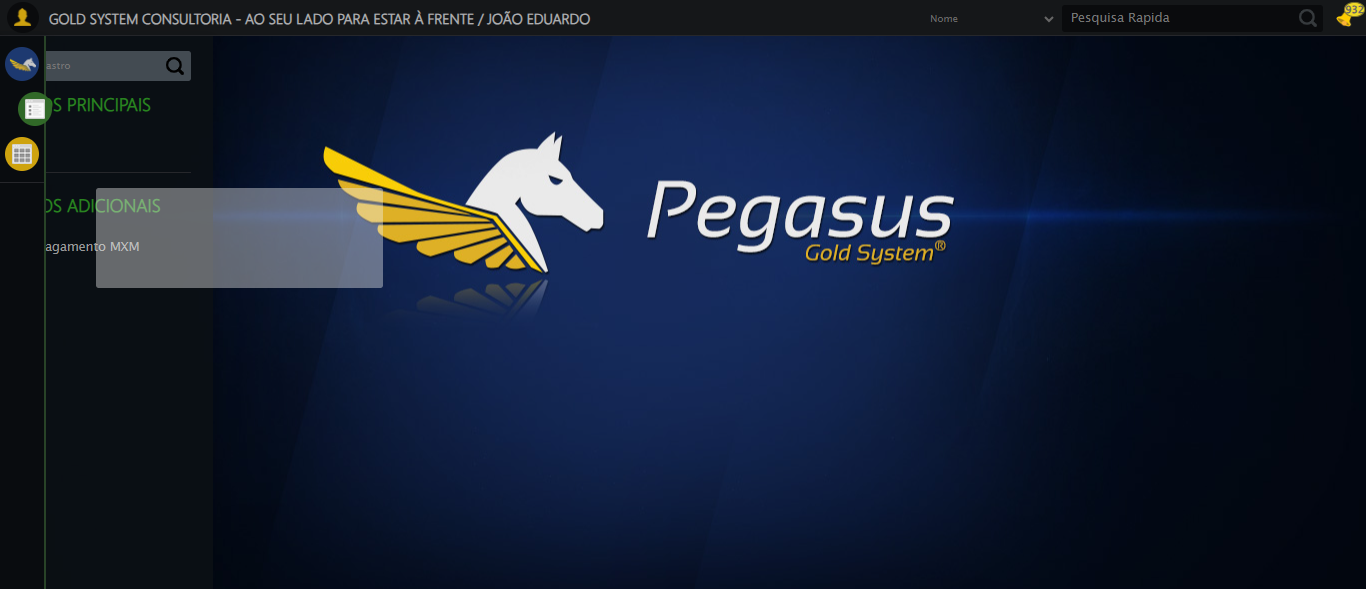 GOLD SYSTEM CONSULTORIA - AO SEU LADO PARA ESTAR À FRENTE / JOÃO EDUARDO
Nome
Pesquisa Rapida
932
astro
S PRINCIPAIS
OS ADICIONAIS
agamento MXM
Pegasus
Gold System®